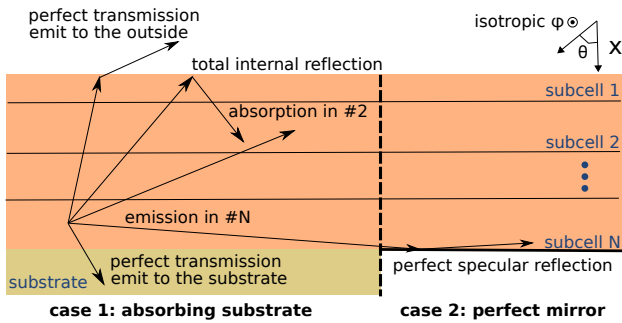 perfect transmission
emit to the outside
isotropic φ
θ
X
total internal reflection
subcell 1
absorption in #2
subcell 2
emission in #N
subcell N
perfect transmission
emit to the substrate
perfect specular reflection
substrate
case 1: absorbing substrate
case 2: perfect mirror